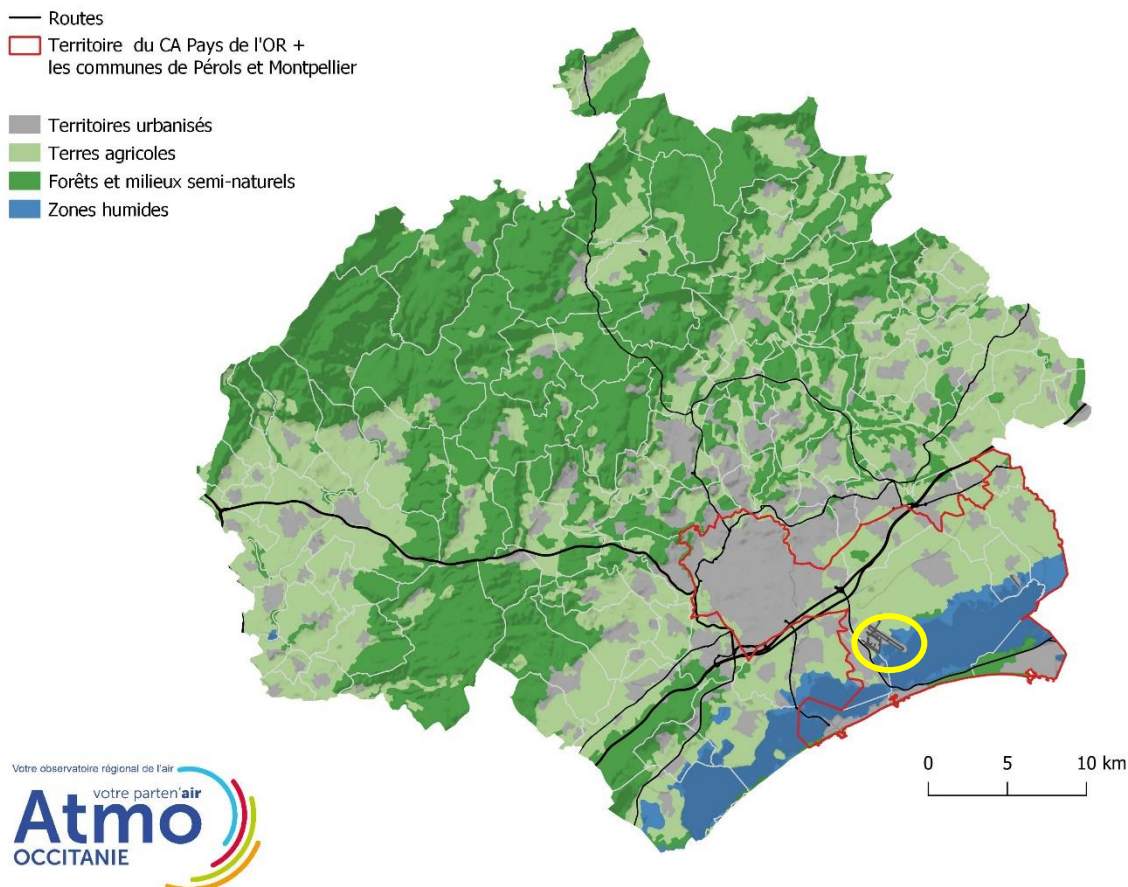 Routes
Territoire du CA Pays de l'OR +
les communes de Pérols et Montpellier
Territoires urbanisés
Terres agricoles
Forêts et milieux semi-naturels
Zones humides
0 5 10 km
Votre observatoire régional de l'air
votre parten'air
Atmo
OCCITANIE